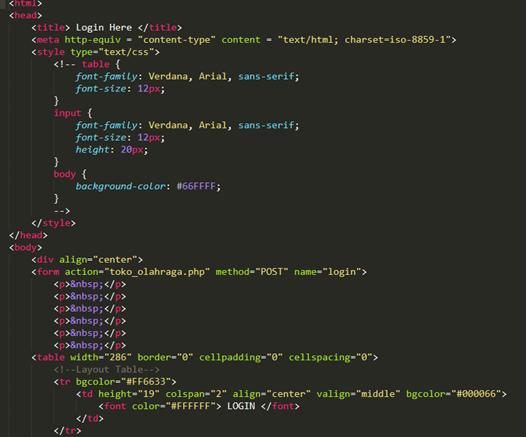 <html>
<head>
<title> Login Here </title>
<meta http-equiv = "content-type" content = "text/html; charset=iso-8859-1">
<style type="text/css">
<!-- table {
font-family: Verdana, Arial, sans-serif;
font-size: 12px;
}
input {
font-family: Verdana, Arial, sans-serif;
font-size: 12px;
height: 20px;
}
body {
background-color: #66FFFF;
}
-->
</style>
</head>
<body>
<div align="center">
<form action="toko_olahraga.php" method="POST" name="login">
<p>&nbsp;</p>
<p>&nbsp;</p>
<p>&nbsp;</p>
<p>&nbsp;</p>
<p>&nbsp;</p>
<table width="286" border="0" cellpadding="0" cellspacing="0">
<!--Layout Table-->
<tr bgcolor="#FF6633">
<td height="19" colspan="2" align="center" valign="middle" bgcolor="#000066">
<font color="#FFFFFF"> LOGIN </font>
</td>
</tr>